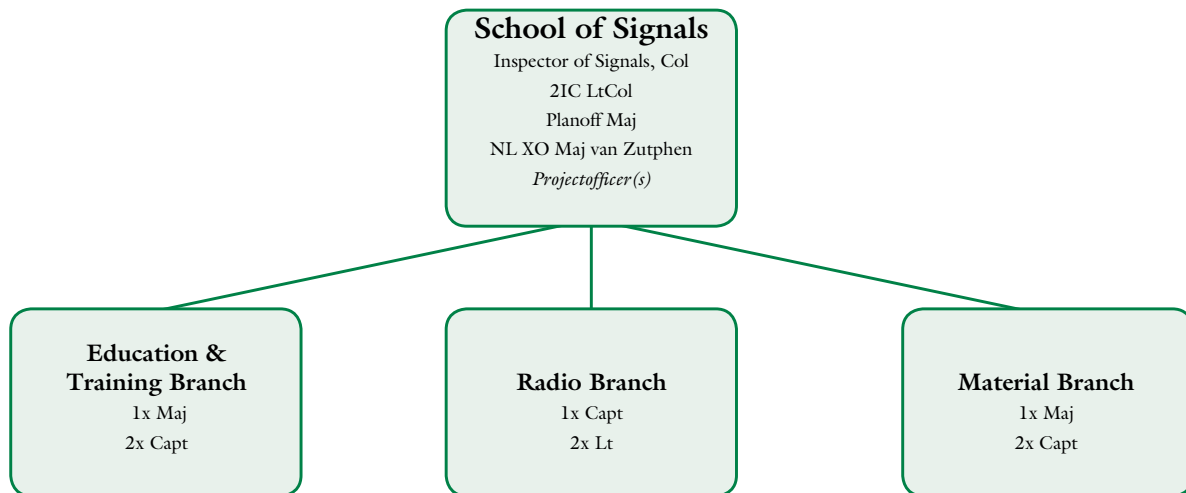 School of Signals
Inspector of Signals, Col
2IC LtCol
Planoff Maj
NL XO Maj van Zutphen
Projectofficer(s)
Education &
Training Branch
1x Maj
2x Capt
Radio Branch
1x Capt
2x Lt
Material Branch
1x Maj
2x Capt